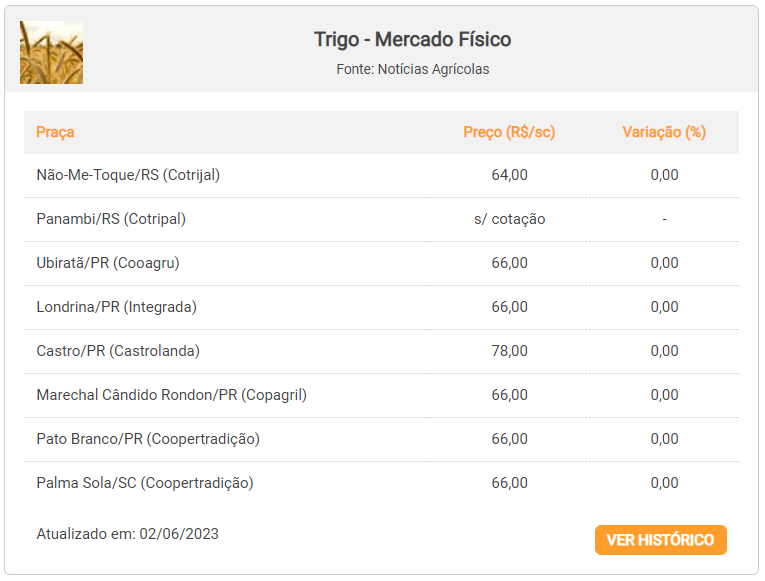 Trigo - Mercado Físico
Fonte: Notícias Agrícolas
Praça Preço (R$/sc) Variação (%)
Não-Me-Toque/RS (Cotrijal) 64,00 0,00
Panambi/RS (Cotripal) s/ cotação -
Ubiratã/PR (Cooagru) 66,00 0,00
Londrina/PR (Integrada) 66,00 0,00
Castro/PR (Castrolanda) 78,00 0,00
Marechal Cândido Rondon/PR (Copagril) 66,00 0,00
Pato Branco/PR (Coopertradição) 66,00 0,00
Palma Sola/SC (Coopertradição) 66,00 0,00
Atualizado em: 02/06/2023 VER HISTÓRICO